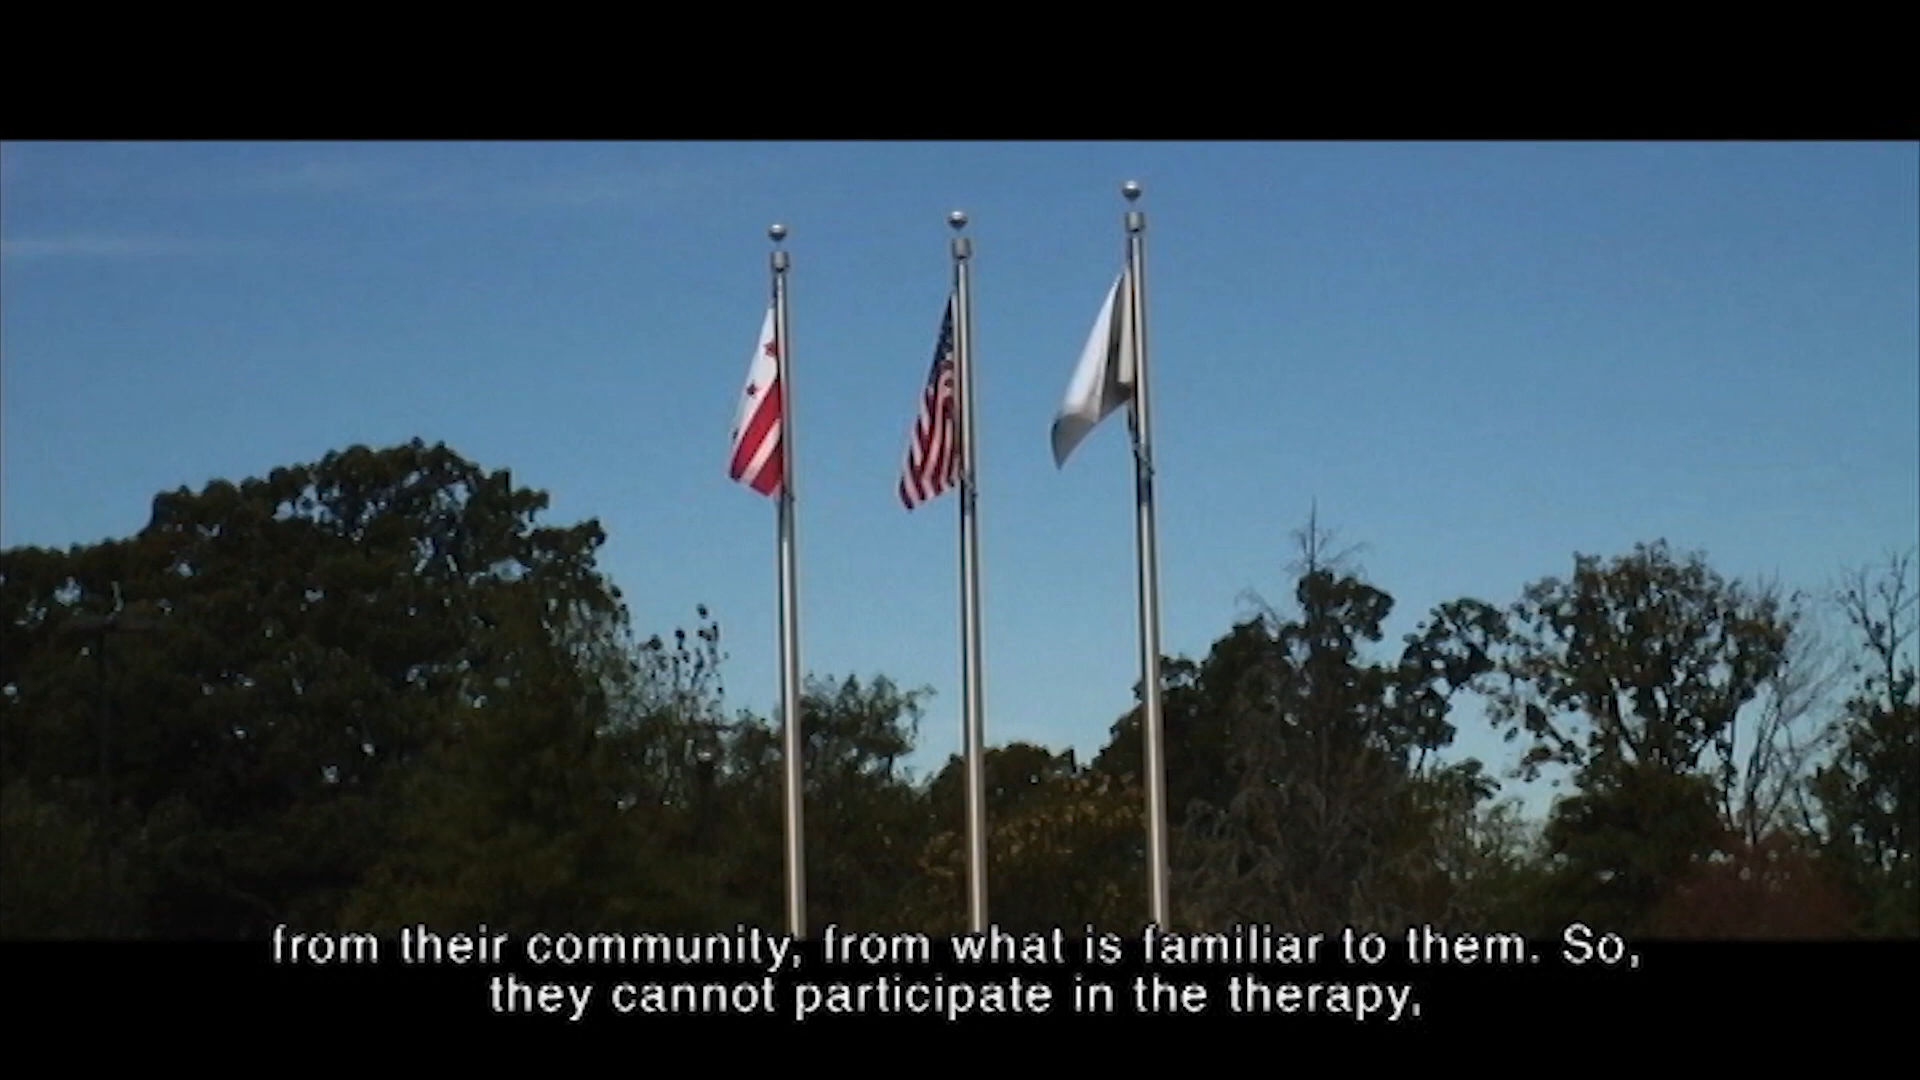 from their community, from what is familiar to them. So,
they cannot participate in the therapy,